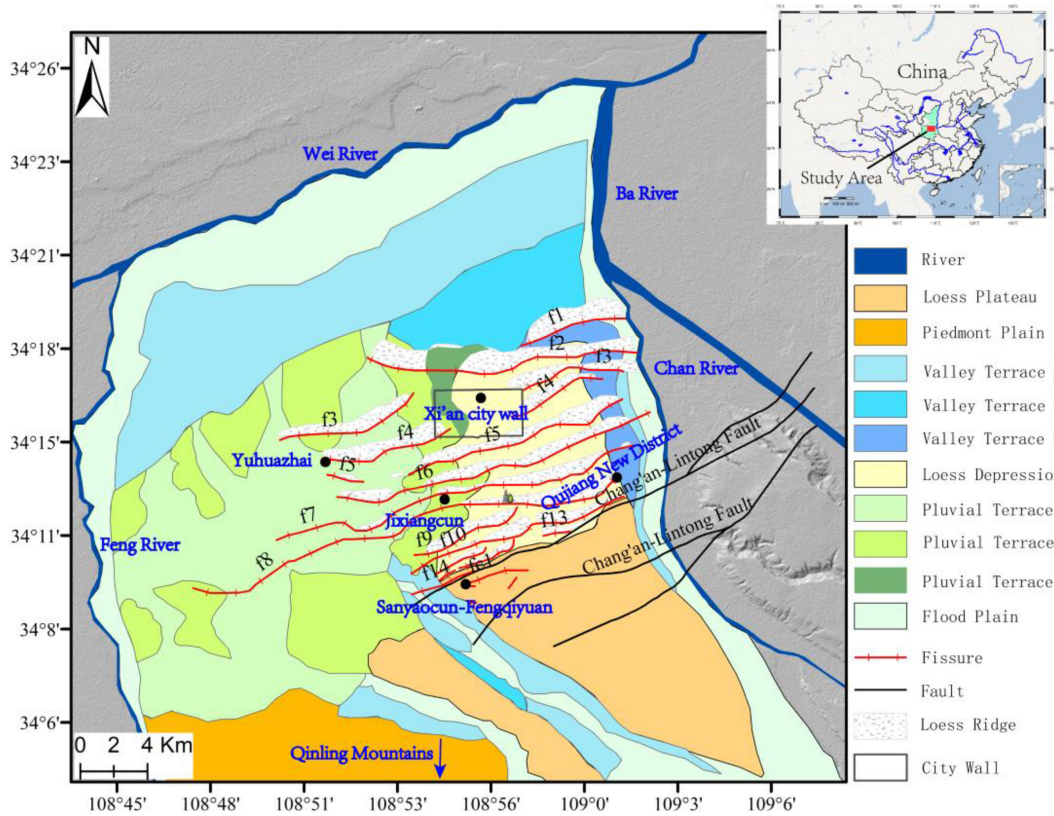 N
34°26'
34°23'
34°21'
34°18'
34°15'
34°11'
34°8'
34°6'
Wei River
Ba River
Chan River
Feng River
f1
f2
f3
f4
Xi'an city wall
f3
f4
f5
f5
f6
Yuhuazhai
Qujiang New District
Chang'an-Lintong Fault
Jixiangcun
f7
f8
f9
f10
f13
f14
fc1
Chang'an-Lintong Fault
Sanyaocun-Fengqiyuan
Qinling Mountains
0 2 4 Km
108°45'
108°48'
108°51'
108°53'
108°56'
109°0'
109°3'
109°6'
China
Study Area
River
Loess Plateau
Piedmont Plain
Valley Terrace
Valley Terrace
Valley Terrace
Loess Depressio
Pluvial Terrace
Pluvial Terrace
Pluvial Terrace
Flood Plain
Fissure
Fault
Loess Ridge
City Wall